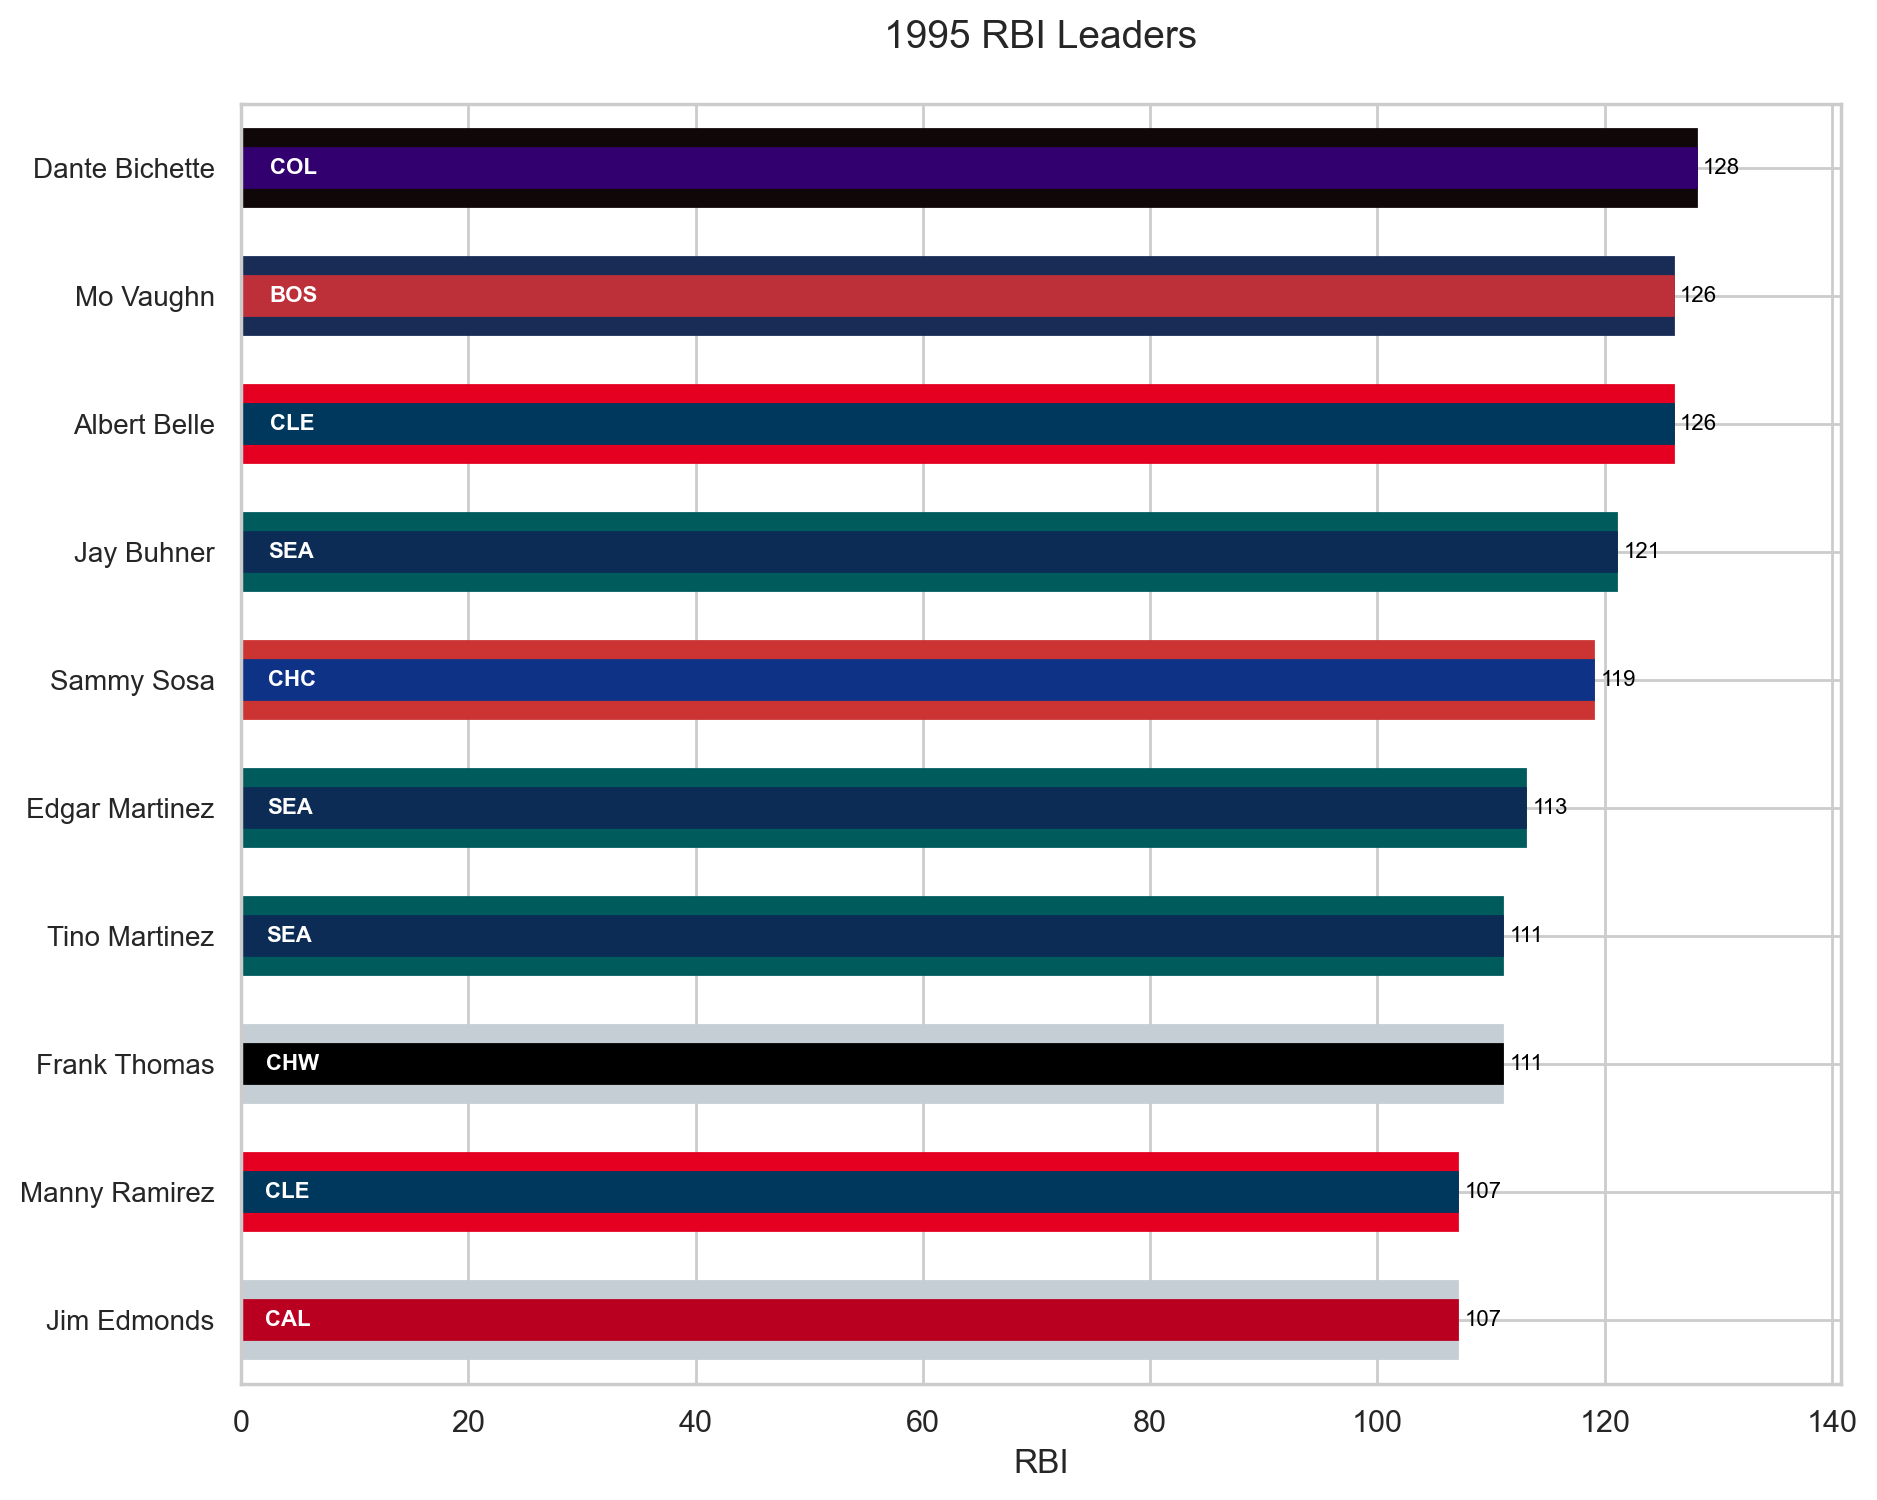 1995 RBI Leaders
Dante Bichette COL 128
Mo Vaughn BOS 126
Albert Belle CLE 126
Jay Buhner SEA 121
Sammy Sosa CHC 119
Edgar Martinez SEA 113
Tino Martinez SEA 111
Frank Thomas CHW 111
Manny Ramirez CLE 107
Jim Edmonds CAL 107
0 20 40 60 80 100 120 140
RBI